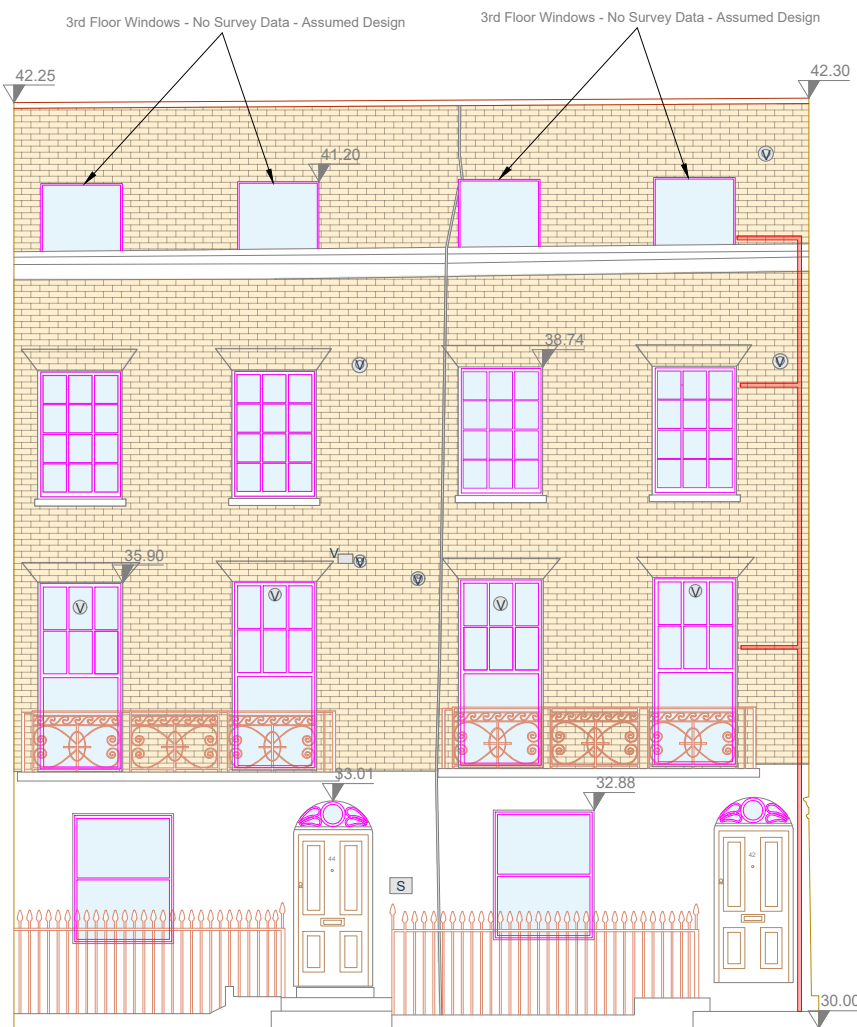 3rd Floor Windows - No Survey Data - Assumed Design
3rd Floor Windows - No Survey Data - Assumed Design
42.25
42.30
V
41.20
38.74
V
V
V
V
35.90
V
V
V
V
V
33.01
32.88
44
42
S
30.00